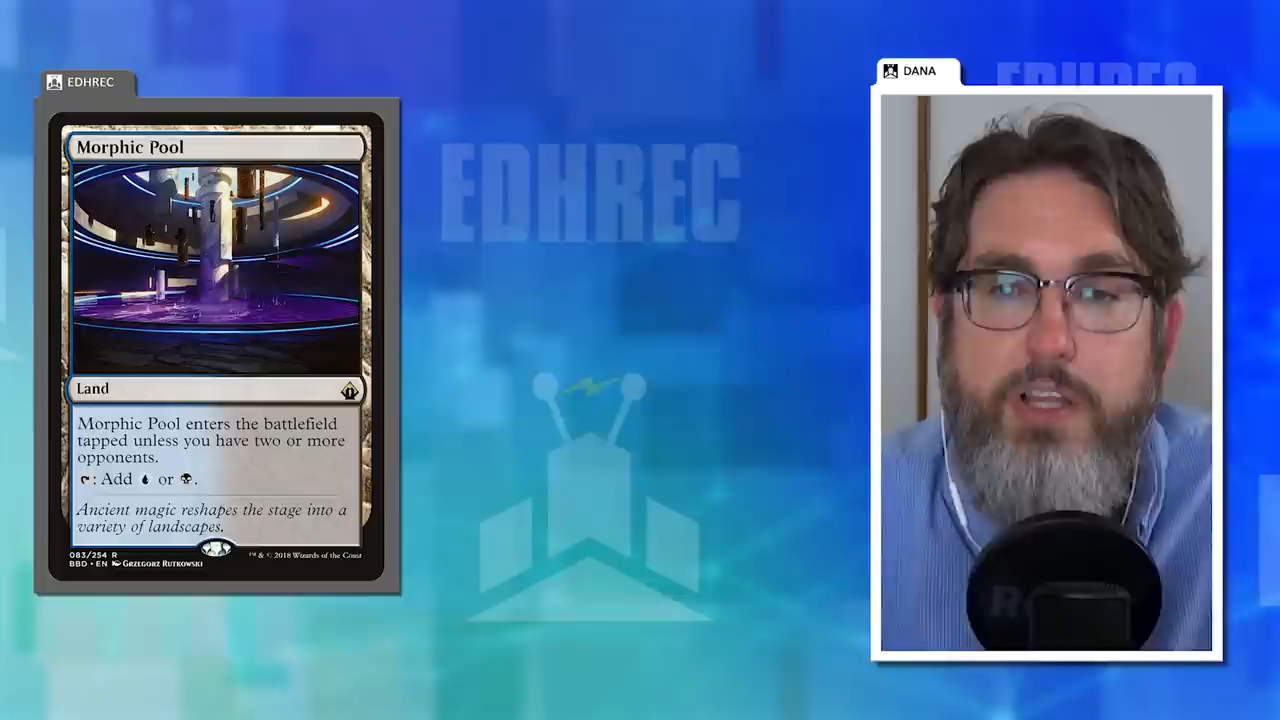 EDHREC
Morphic Pool
Land
Morphic Pool enters the battlefield
tapped unless you have two or more
opponents.
: Add or .
Ancient magic reshapes the stage into a
variety of landscapes.
083/254 R
BBD • EN Grzegorz Rutkowski
™ & © 2018 Wizards of the Coast
EDHREC
DANA
EDHREC